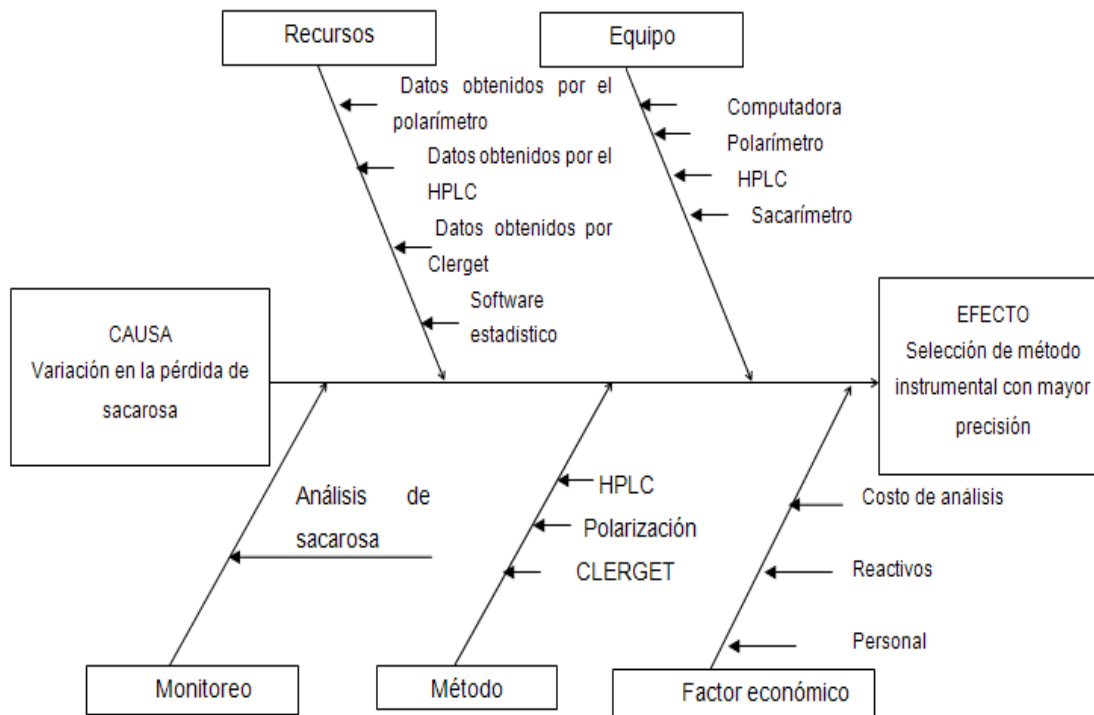 Recursos
Equipo
Datos obtenidos por el
polarímetro
Datos obtenidos por el
HPLC
Datos obtenidos por
Clerget
Software
estadistico
Computadora
Polarímetro
HPLC
Sacarímetro
CAUSA
Variación en la pérdida de
sacarosa
EFECTO
Selección de método
instrumental con mayor
precisión
Análisis de
sacarosa
HPLC
Polarización
CLERGET
Costo de análisis
Reactivos
Personal
Monitoreo
Método
Factor económico